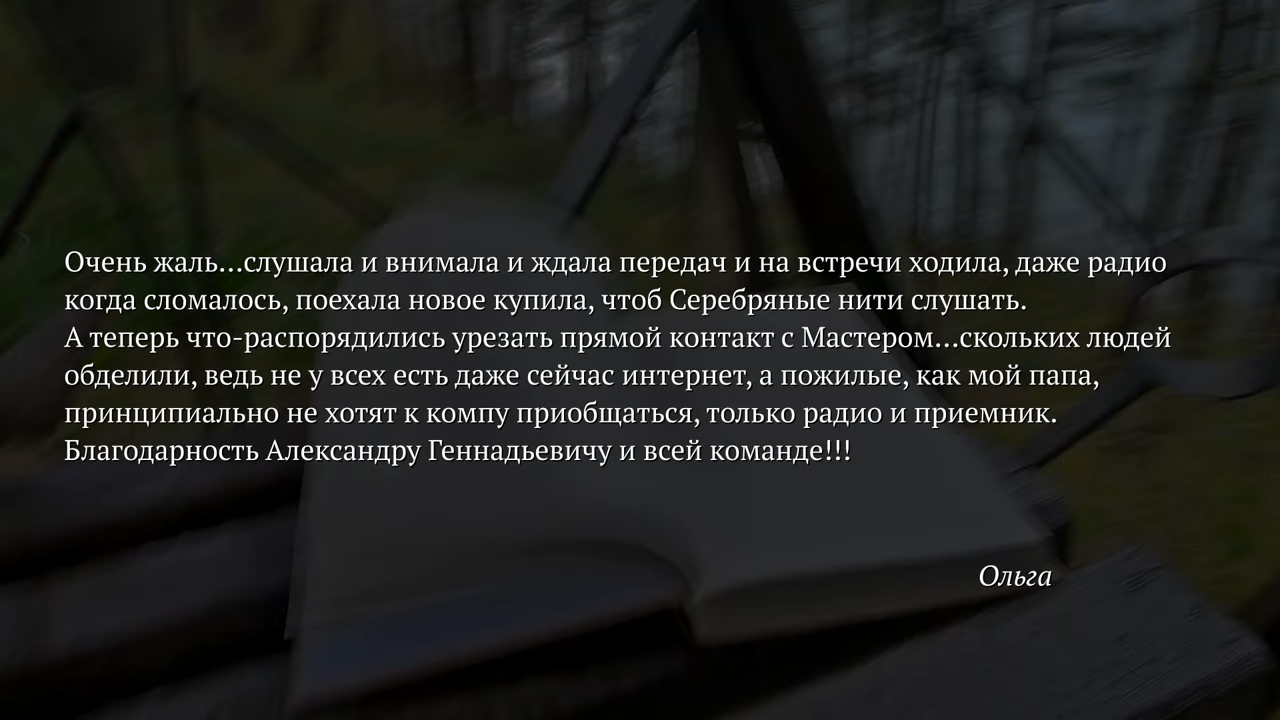 Очень жаль...слушала и внимала и ждала передач и на встречи ходила, даже радио
когда сломалось, поехала новое купила, чтоб Серебряные нити слушать.
А теперь что-распорядились урезать прямой контакт с Мастером...скольких людей
обделили, ведь не у всех есть даже сейчас интернет, а пожилые, как мой папа,
принципиально не хотят к компу приобщаться, только радио и приемник.
Благодарность Александру Геннадьевичу и всей команде!!!
Ольга